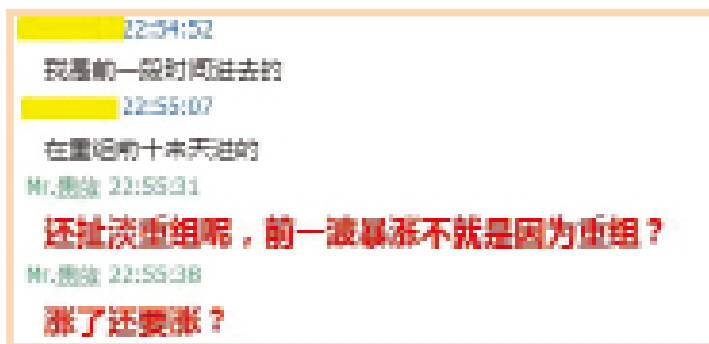 22:54:52
我是前一段时间进去的
22:55:07
在重组前十来天进的
Mr. 22:55:31
还扯淡重组呢，前一波暴涨不就是因为重组？
Mr. 22:55:38
涨了还要涨？